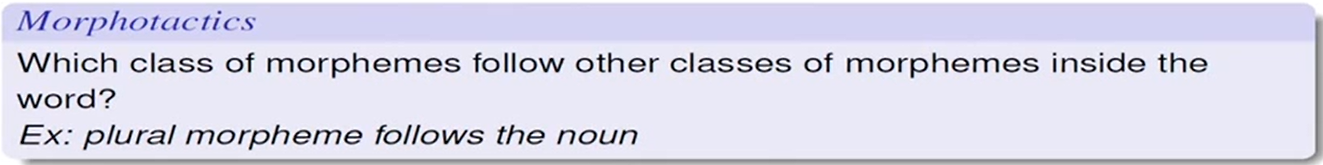 Morphotactics
Which class of morphemes follow other classes of morphemes inside the
word?
Ex: plural morpheme follows the noun